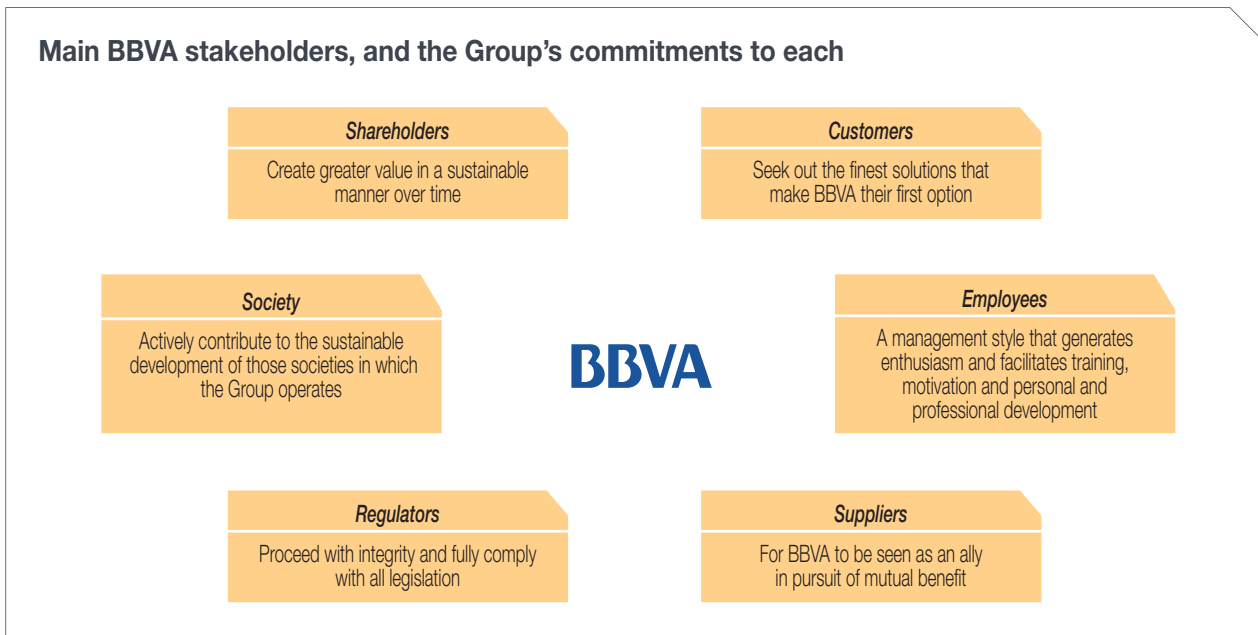 Main BBVA stakeholders, and the Group's commitments to each
Shareholders
Create greater value in a sustainable
manner over time
Customers
Seek out the finest solutions that
make BBVA their first option
Society
Actively contribute to the sustainable
development of those societies in which
the Group operates
BBVA
Employees
A management style that generates
enthusiasm and facilitates training,
motivation and personal and
professional development
Regulators
Proceed with integrity and fully comply
with all legislation
Suppliers
For BBVA to be seen as an ally
in pursuit of mutual benefit